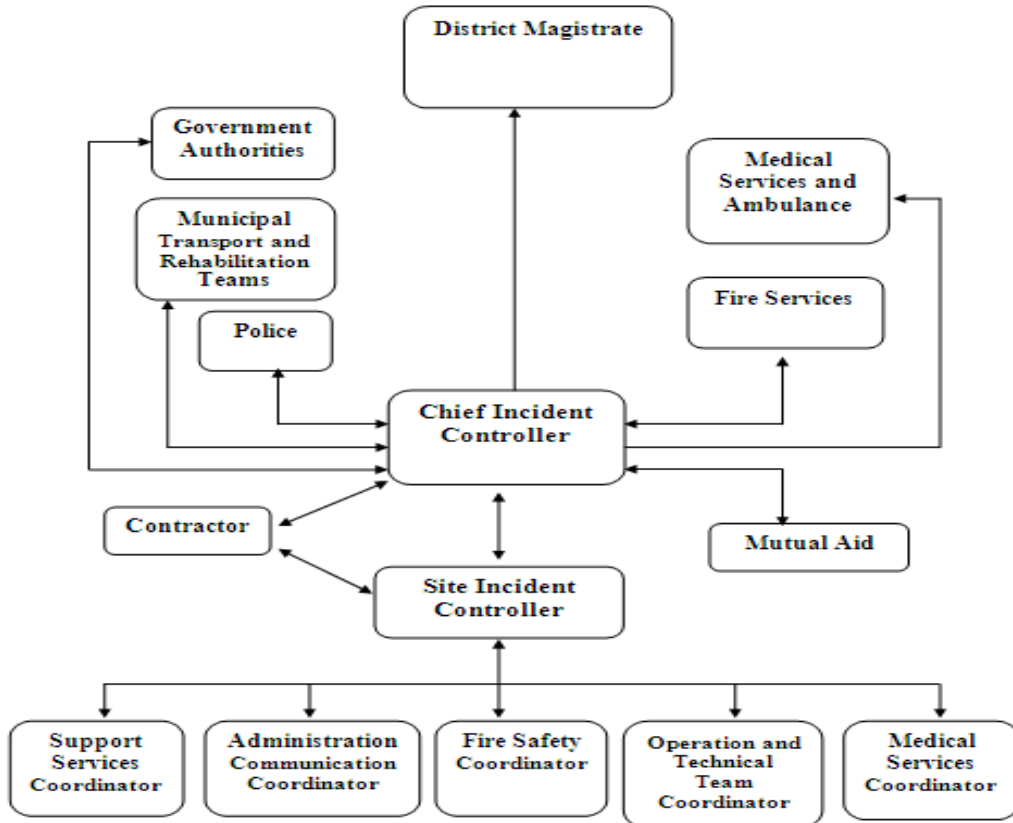 District Magistrate
Government
Authorities
Medical
Services and
Ambulance
Municipal
Transport and
Rehabilitation
Teams
Fire Services
Police
Chief Incident
Controller
Contractor
Mutual Aid
Site Incident
Controller
Support
Services
Coordinator
Administration
Communication
Coordinator
Fire Safety
Coordinator
Operation and
Technical
Team
Coordinator
Medical
Services
Coordinator